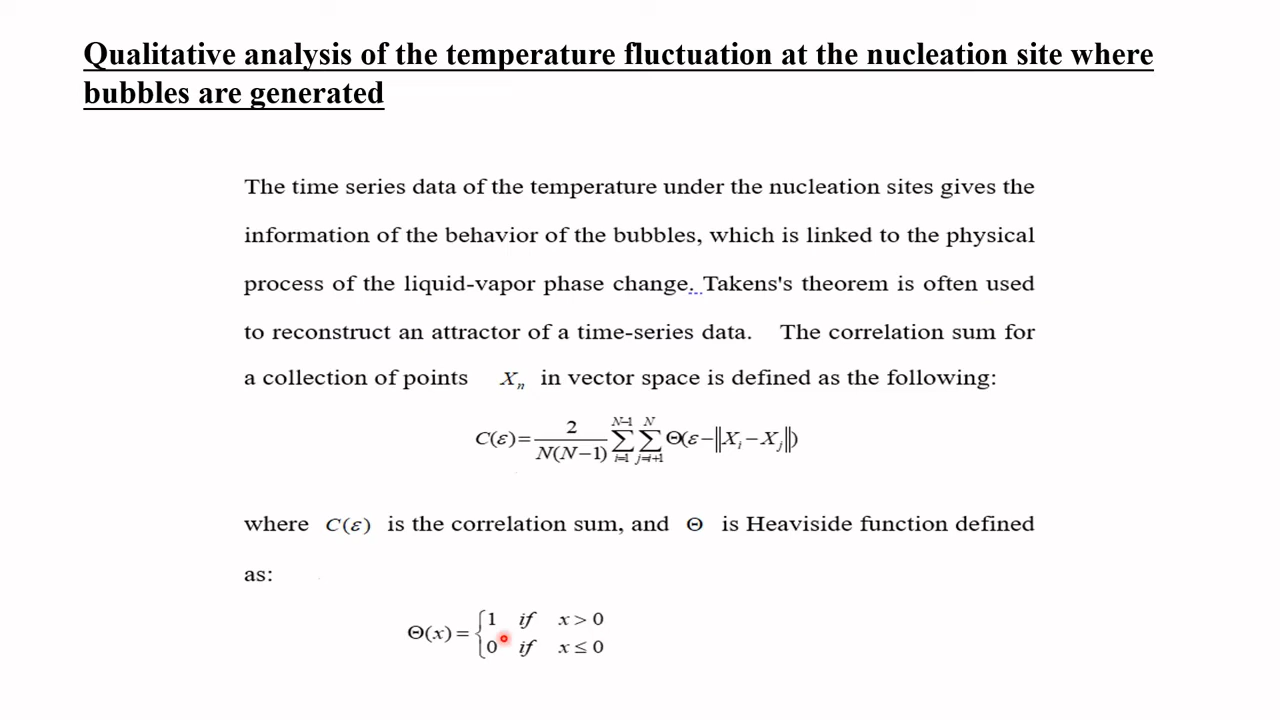 Qualitative analysis of the temperature fluctuation at the nucleation site where
bubbles are generated
The time series data of the temperature under the nucleation sites gives the
information of the behavior of the bubbles, which is linked to the physical
process of the liquid-vapor phase change. Takens's theorem is often used
to reconstruct an attractor of a time-series data. The correlation sum for
a collection of points Xₙ in vector space is defined as the following:
C(ε)= 2/N(N−1) ∑_{i=1}^{N−1} ∑_{j=i+1}^{N} Θ(ε−‖X_i−X_j‖)
where C(ε) is the correlation sum, and Θ is Heaviside function defined
as:
Θ(x)= { 1 if x > 0
0 if x ≤ 0